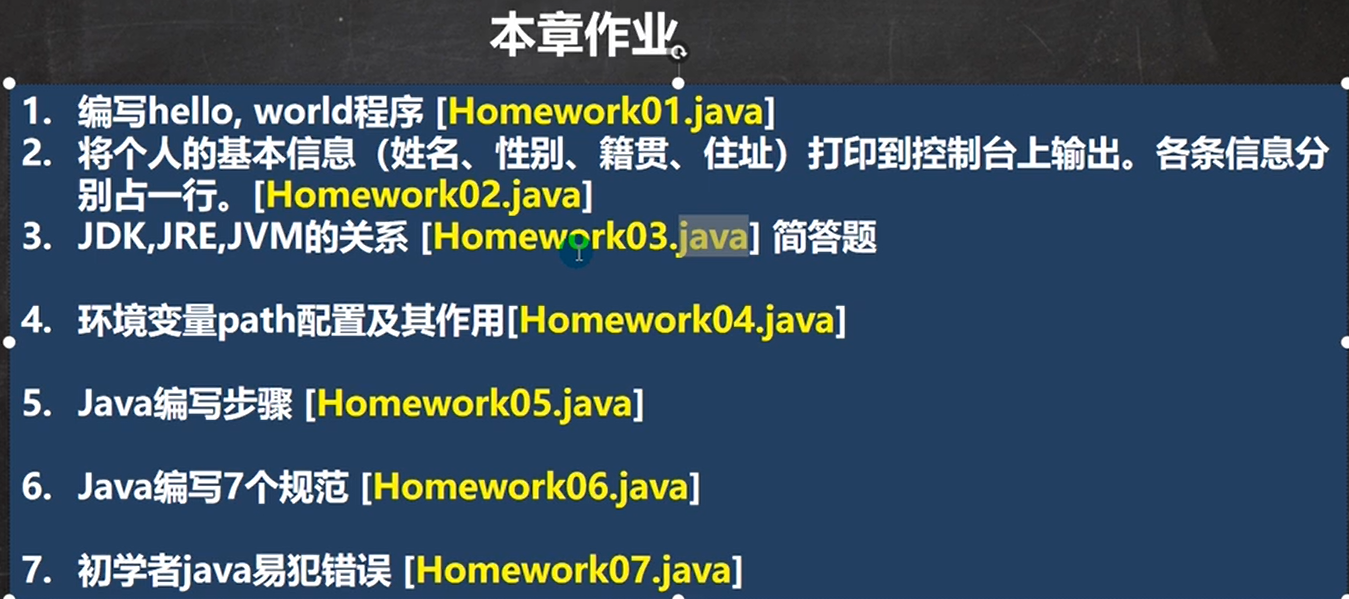 本章作业
1. 编写hello, world程序 [Homework01.java]
2. 将个人的基本信息（姓名、性别、籍贯、住址）打印到控制台上输出。各条信息分
别占一行。[Homework02.java]
3. JDK,JRE,JVM的关系 [Homework03.java] 简答题
4. 环境变量path配置及其作用[Homework04.java]
5. Java编写步骤 [Homework05.java]
6. Java编写7个规范 [Homework06.java]
7. 初学者java易犯错误 [Homework07.java]